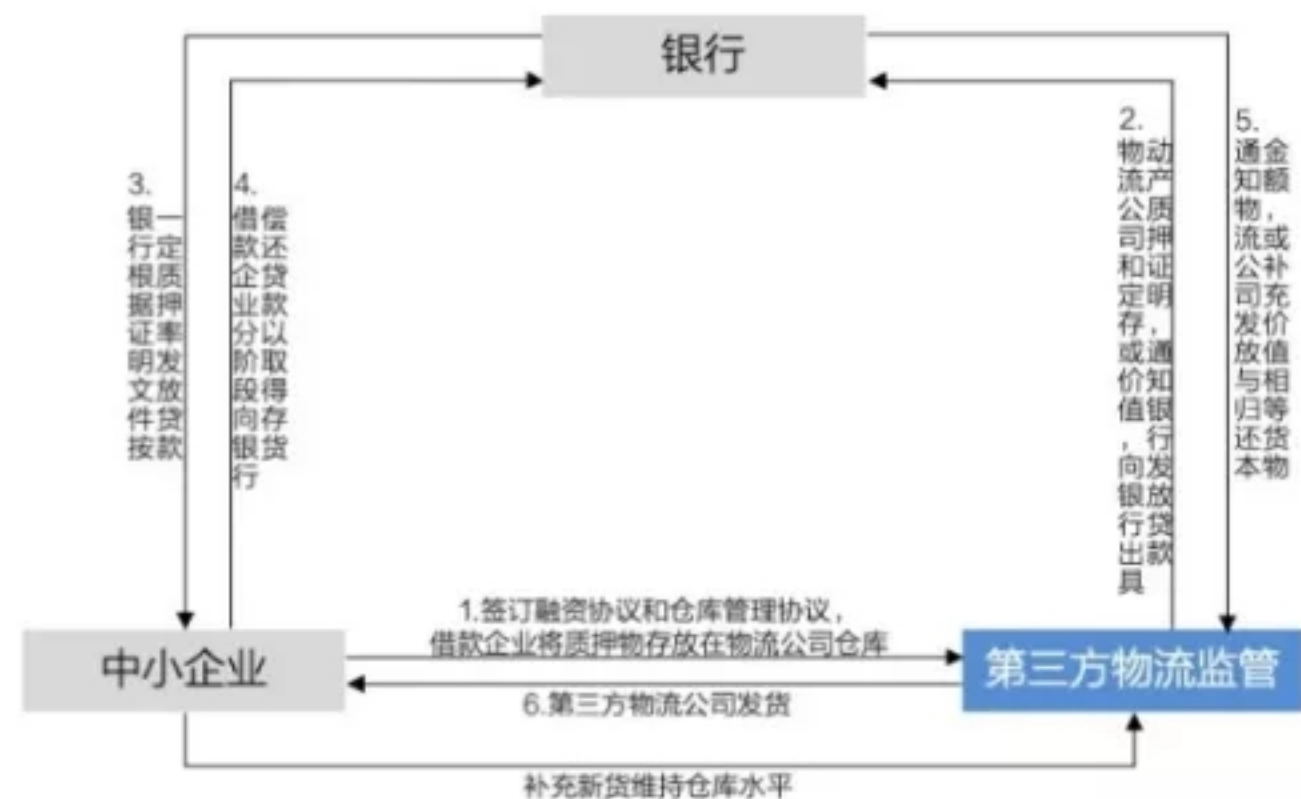 银行
3.
银行根据证明文件按
一定质押率发放贷款
4.
借款企业分阶段向银行
偿还贷款以取得存货
2.
物流公司和定存或价值，向银行出具
动产质押证明，通知银行发放贷款
5.
通知物流公司发放与归还本
金额，或补充价值相等货物
1.签订融资协议和仓库管理协议，
借款企业将质押物存放在物流公司仓库
中小企业
第三方物流监管
6.第三方物流公司发货
补充新货维持仓库水平